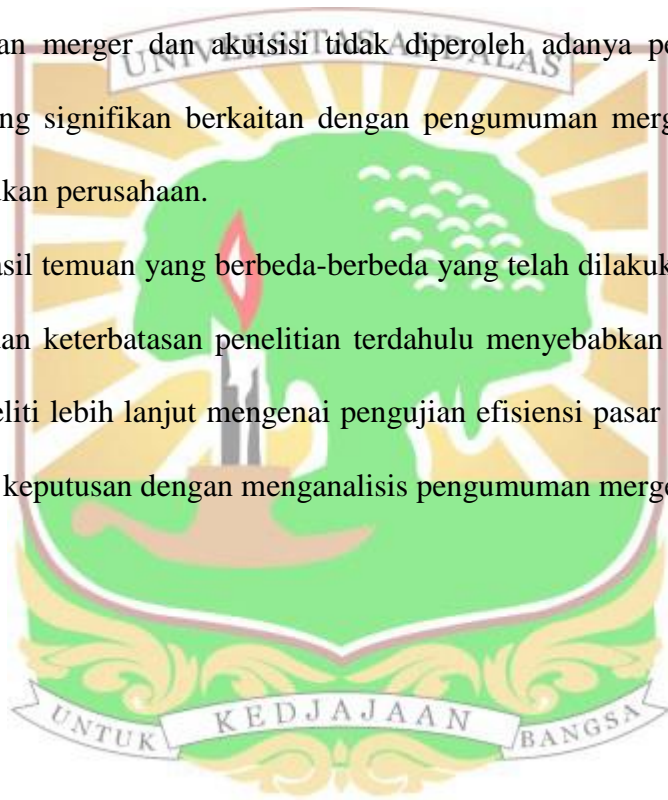 an merger dan akuisisi tidak diperoleh adanya pe
UNIVERSITAS ANDALAS
ng signifikan berkaitan dengan pengumuman merg
ukan perusahaan.
asil temuan yang berbeda-berbeda yang telah dilakuk
an keterbatasan penelitian terdahulu menyebabkan
eliti lebih lanjut mengenai pengujian efisiensi pasar
keputusan dengan menganalisis pengumuman merge
UNTUK KEDJAJAAN BANGSA